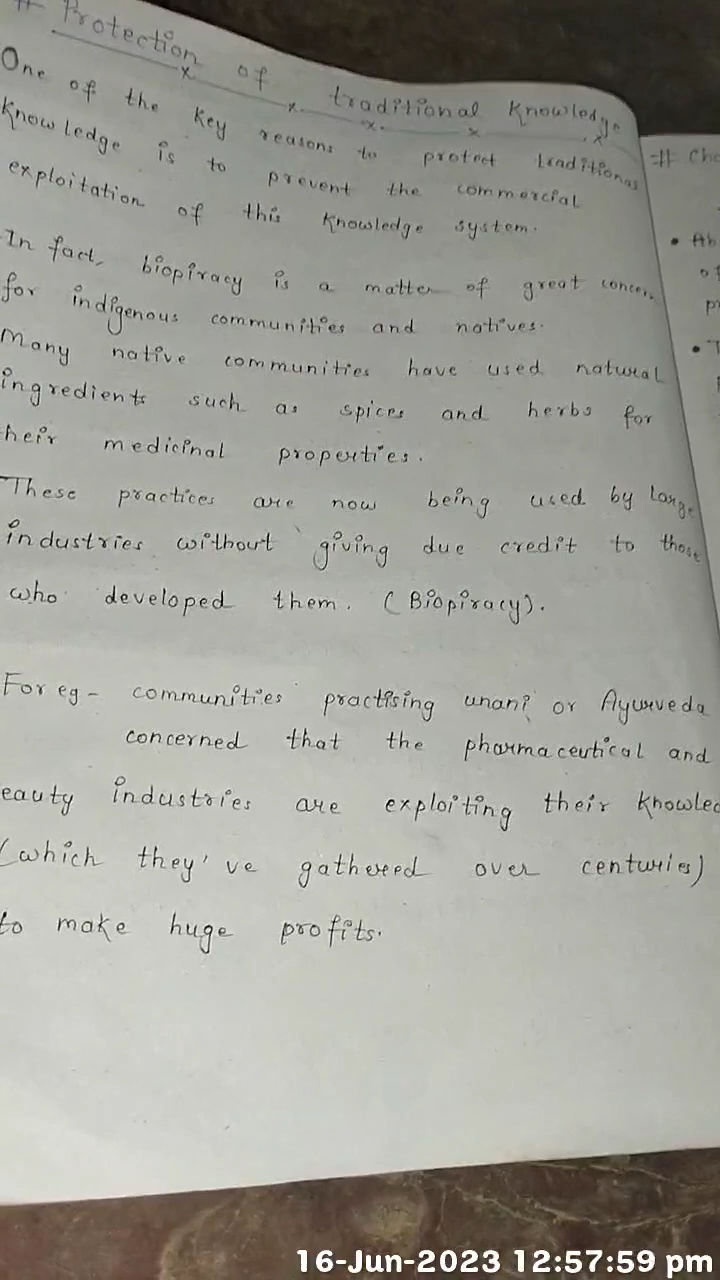 # Protection of traditional Knowledge
One of the key reasons to protect traditional
Knowledge is to prevent the commercial
exploitation of this Knowledge system.
In fact, biopiracy is a matter of great concern
for indigenous communities and natives.
Many native communities have used natural
ingredients such as spices and herbs for
heir medicinal properties.
These practices are now being used by large
industries without giving due credit to those
who developed them. (Biopiracy).
For eg - communities practising unani or Ayurveda
concerned that the pharmaceutical and
eauty industries are exploiting their Knowled
(which they've gathered over centuries)
to make huge profits.
# Cha
• Ab
of
p
• T
16-Jun-2023 12:57:59 pm